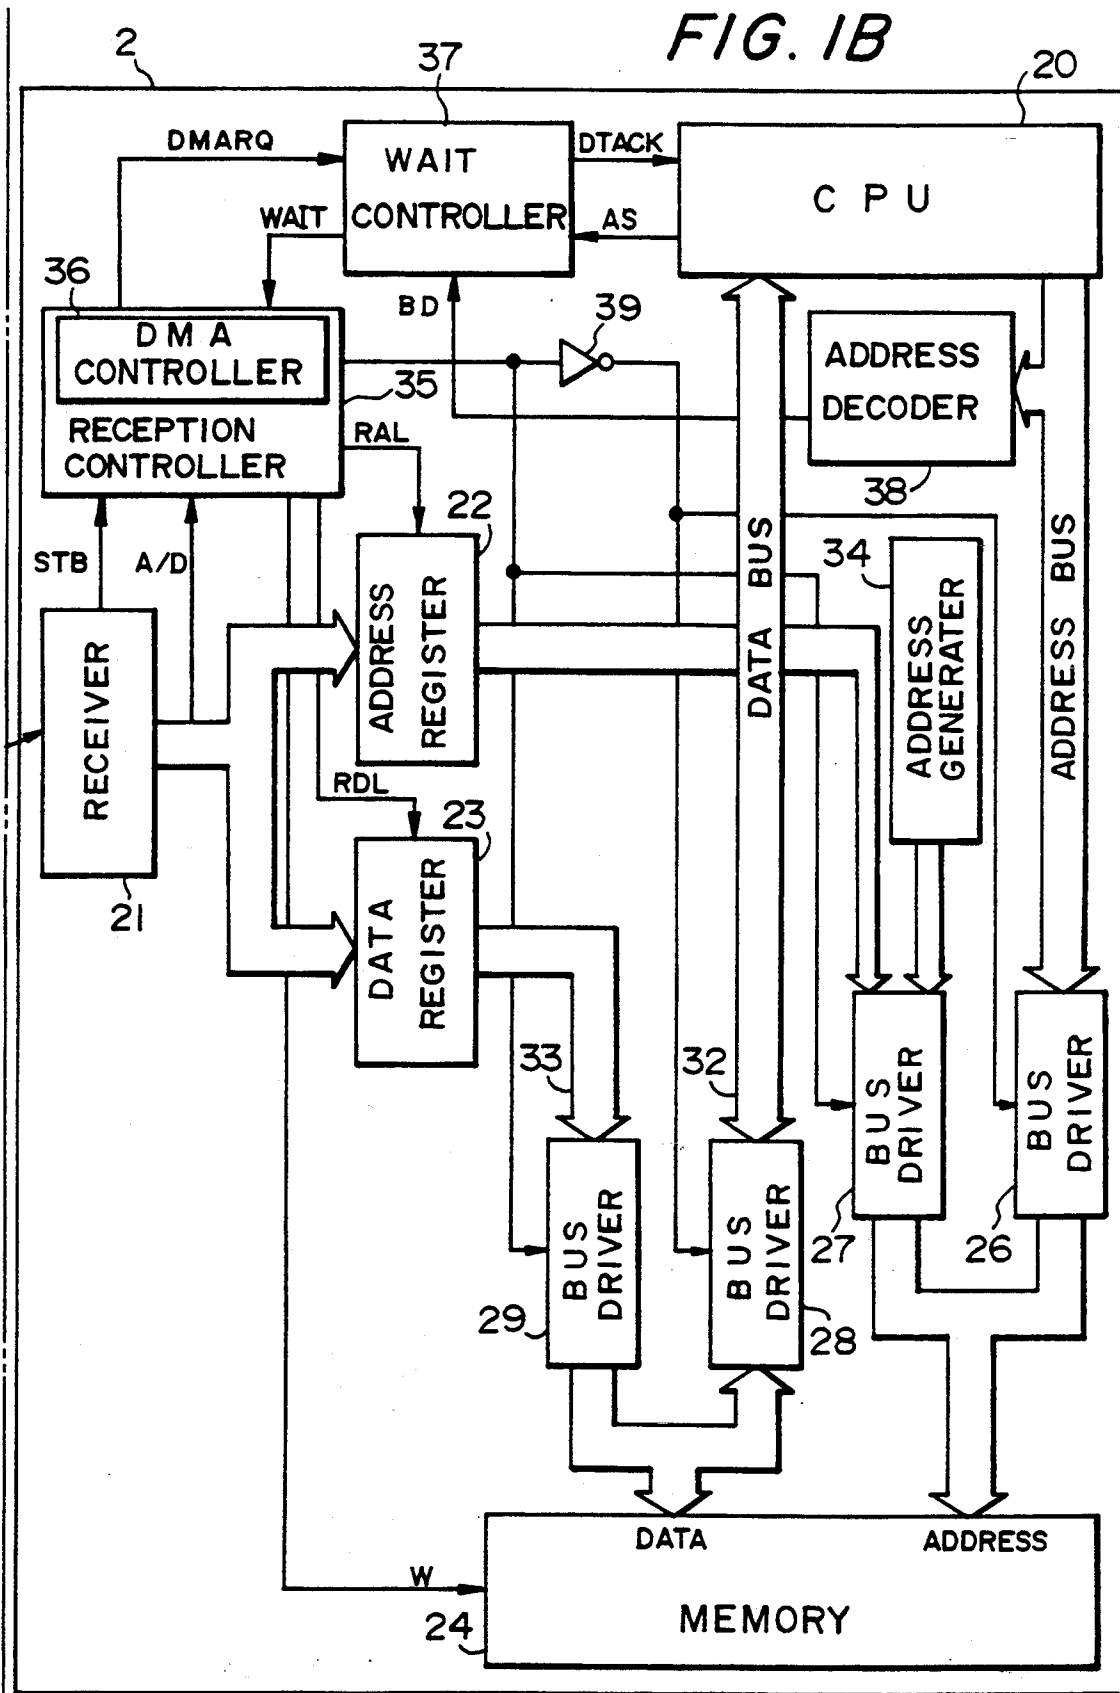 FIG. 1B
2
37
20
DMARQ
WAIT
CONTROLLER
DTACK
CPU
WAIT
AS
36
BD
39
DMA
CONTROLLER
35
RECEPTION
CONTROLLER
RAL
ADDRESS
DECODER
38
STB
A/D
22
34
ADDRESS
REGISTER
DATA BUS
ADDRESS
GENERATER
ADDRESS BUS
RECEIVER
21
RDL
23
DATA
REGISTER
33
32
BUS
DRIVER
27
BUS
DRIVER
26
BUS
DRIVER
29
BUS
DRIVER
28
DATA
ADDRESS
W
24
MEMORY